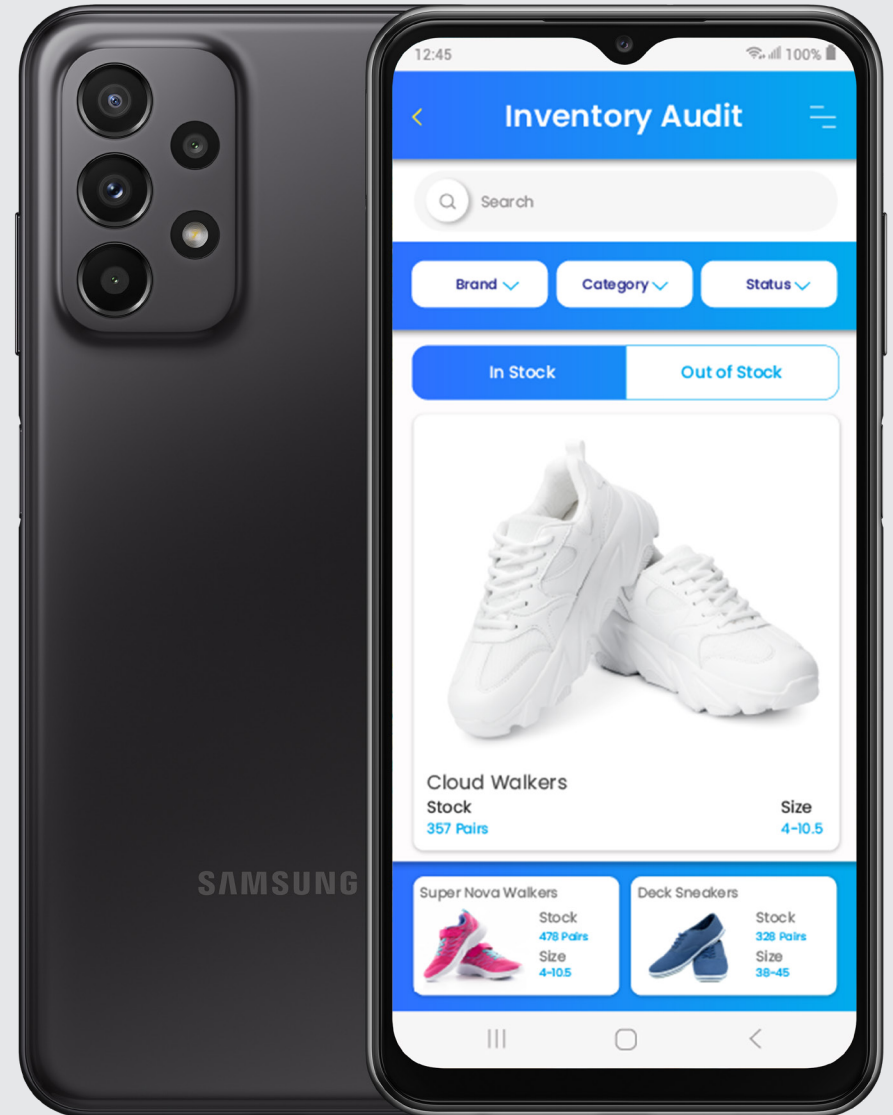 12:45
100%
Inventory Audit
Search
Brand
Category
Status
In Stock
Out of Stock
Cloud Walkers
Stock
Size
357 Pairs
4-10.5
SAMSUNG
Super Nova Walkers
Stock
478 Pairs
Size
4-10.5
Deck Sneakers
Stock
328 Pairs
Size
38-45